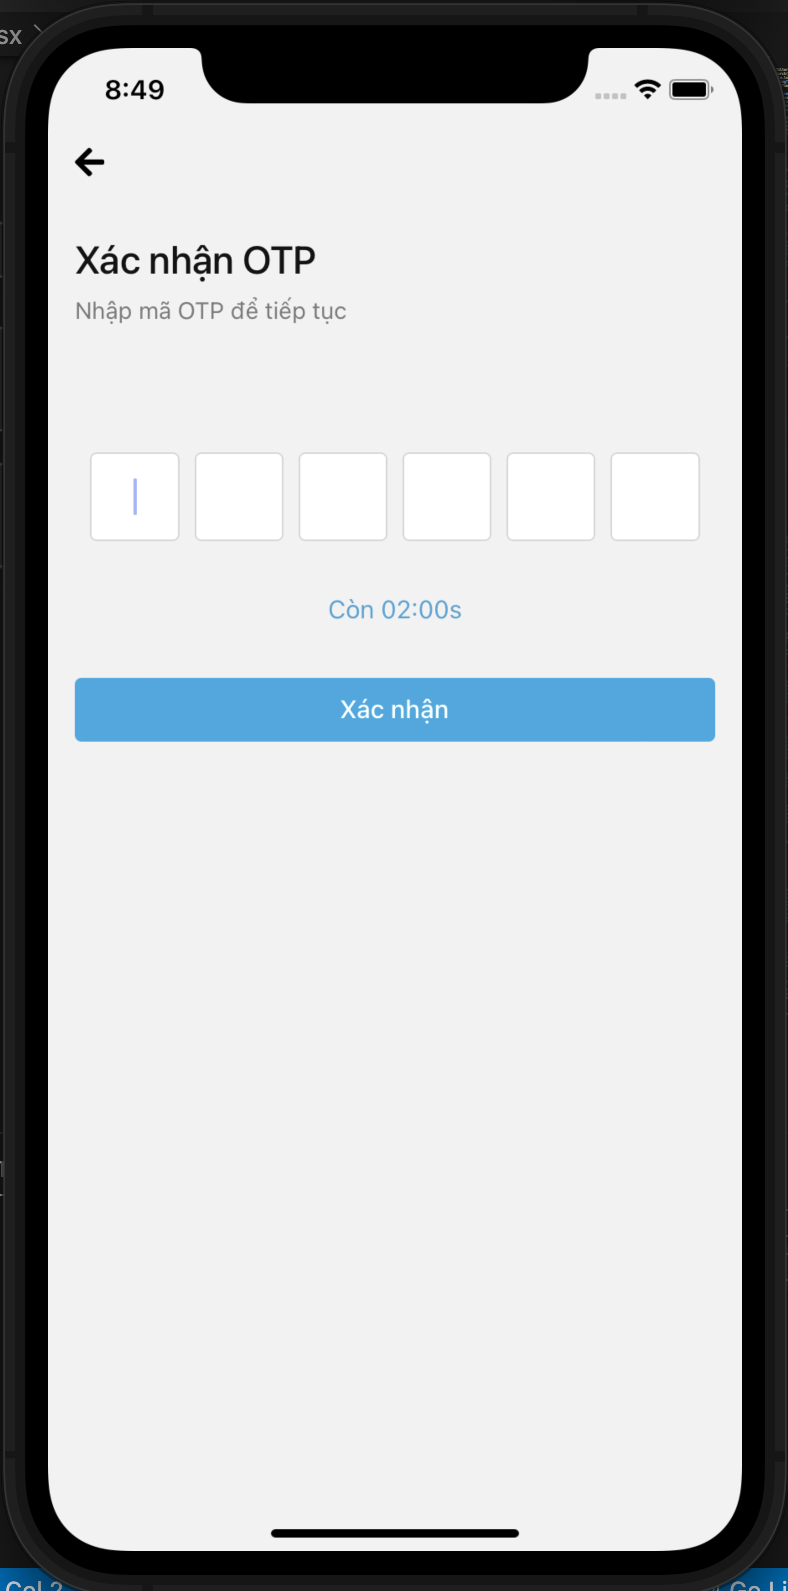 sx
8:49
Xác nhận OTP
Nhập mã OTP để tiếp tục
Còn 02:00s
Xác nhận
Col 2
Go Li